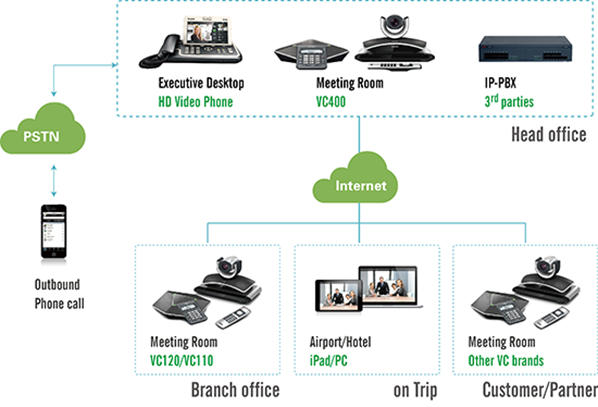 Executive Desktop
HD Video Phone
Meeting Room
VC400
IP-PBX
3rd parties
Head office
PSTN
Internet
Outbound
Phone call
Meeting Room
VC120/VC110
Branch office
Airport/Hotel
iPad/PC
on Trip
Meeting Room
Other VC brands
Customer/Partner